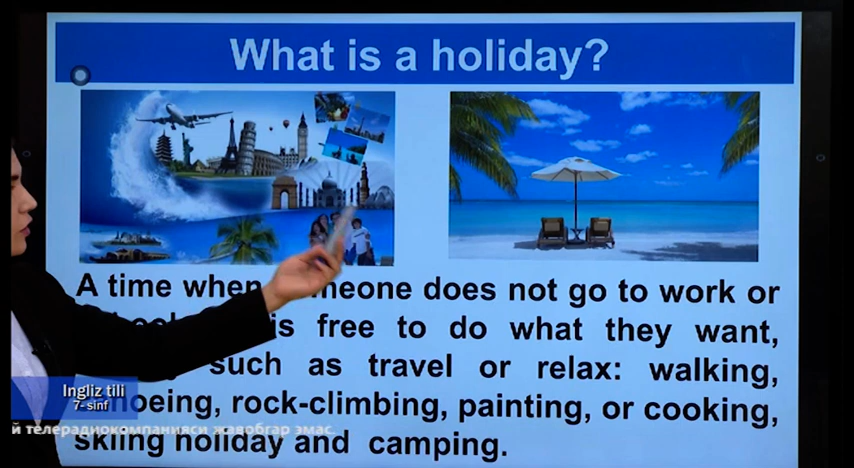 What is a holiday?
A time when someone does not go to work or
is free to do what they want,
such as travel or relax: walking,
canoeing, rock-climbing, painting, or cooking,
skiing holiday and camping.
Ingliz tili
7- sinf
й телерадиокомпанияси жавобгар эмас.